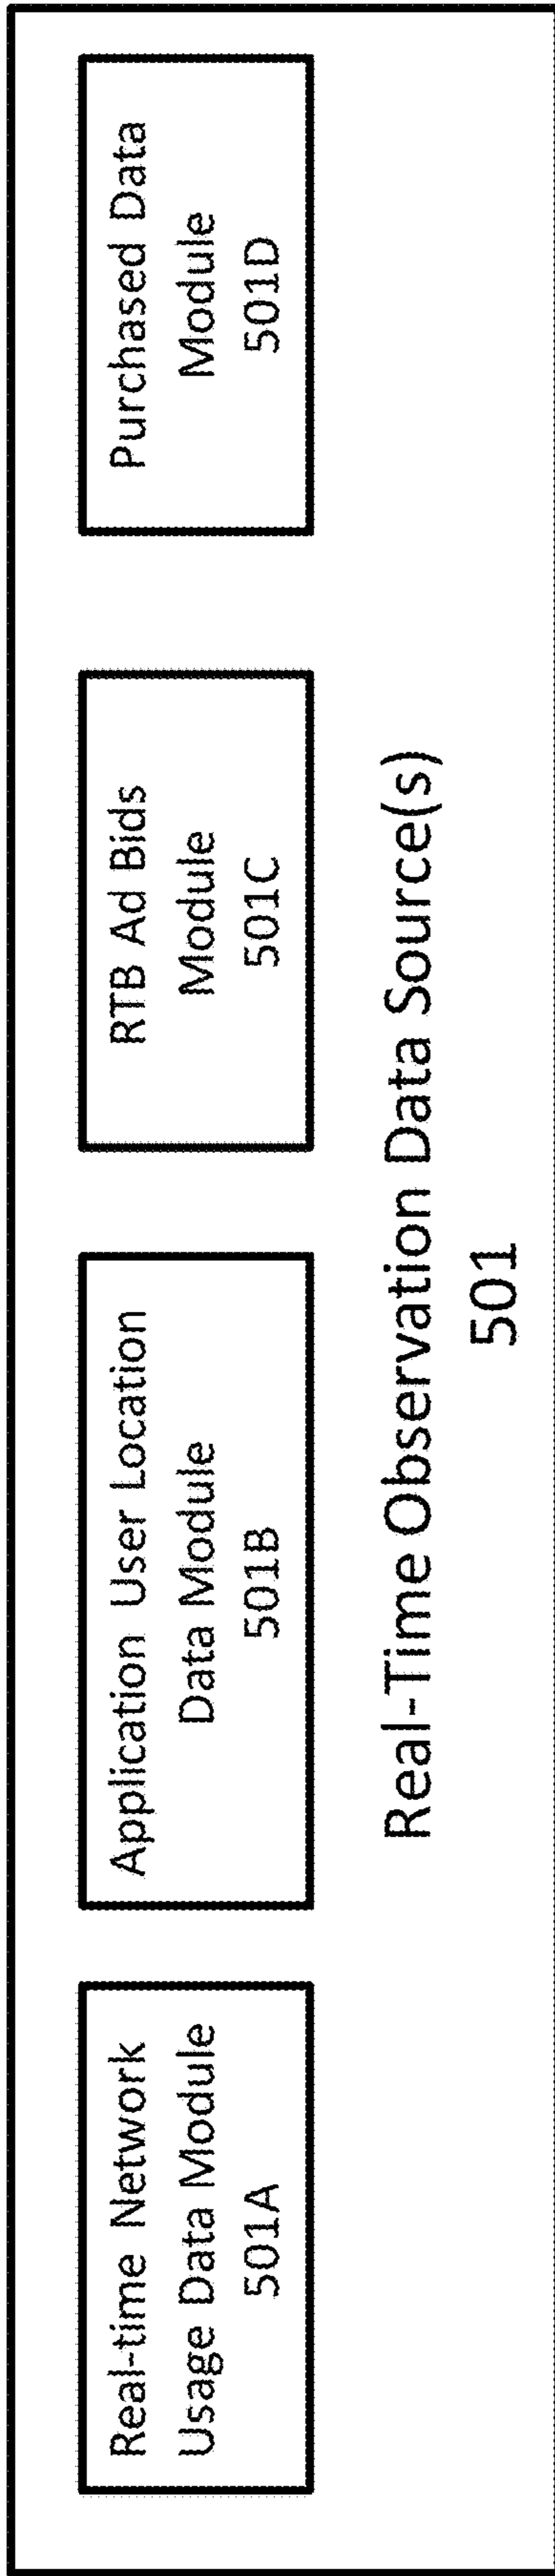 Real-time Network
Usage Data Module
501A
Application User Location
Data Module
501B
RTB Ad Bids
Module
501C
Purchased Data
Module
501D
Real-Time Observation Data Source(s)
501